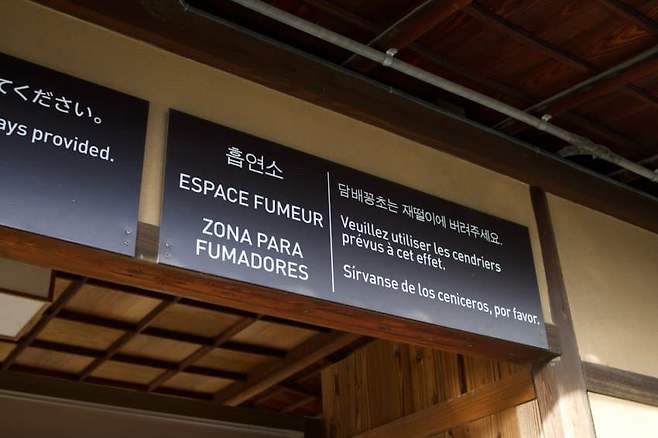 てください。
ays provided.
흡연소
ESPACE FUMEUR
ZONA PARA
FUMADORES
담배꽁초는 재떨이에 버려주세요.
Veuillez utiliser les cendriers
prévus à cet effet.
Sírvanse de los ceniceros, por favor.